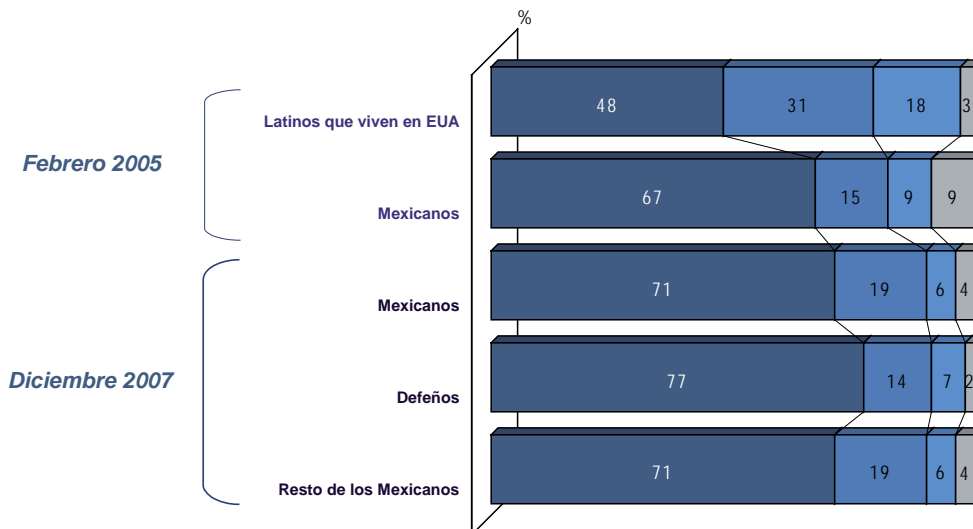 %
Latinos que viven en EUA
48 31 18 3
Febrero 2005
Mexicanos
67 15 9 9
Mexicanos
71 19 6 4
Diciembre 2007
Defeños
77 14 7 2
Resto de los Mexicanos
71 19 6 4